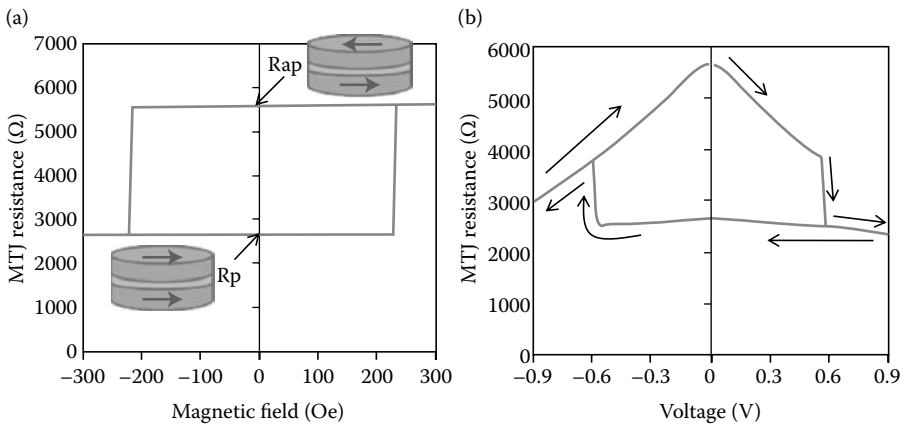 (a)
7000
6000
5000
4000
3000
2000
1000
0
MTJ resistance (Ω)
Rap
Rp
−300 −200 −100 0 100 200 300
Magnetic field (Oe)
(b)
6000
5000
4000
3000
2000
1000
0
MTJ resistance (Ω)
−0.9 −0.6 −0.3 0 0.3 0.6 0.9
Voltage (V)